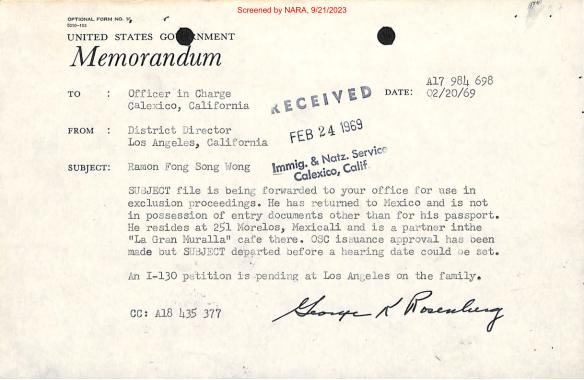 Screened by NARA, 9/21/2023
OPTIONAL FORM NO. 10
5010-103
UNITED STATES GO NMENT
Memorandum
A17 984 698
TO : Officer in Charge DATE: 02/20/69
Calexico, California
RECEIVED
FROM : District Director
Los Angeles, California
FEB 24 1969
Immig. & Natz. Service
Calexico, Calif.
SUBJECT: Ramon Fong Song Wong
SUBJECT file is being forwarded to your office for use in
exclusion proceedings. He has returned to Mexico and is not
in possession of entry documents other than for his passport.
He resides at 251 Morelos, Mexicali and is a partner inthe
"La Gran Muralla" cafe there. OSC issuance approval has been
made but SUBJECT departed before a hearing date could be set.
An I-130 petition is pending at Los Angeles on the family.
George K Rosenberg
CC: A18 435 377